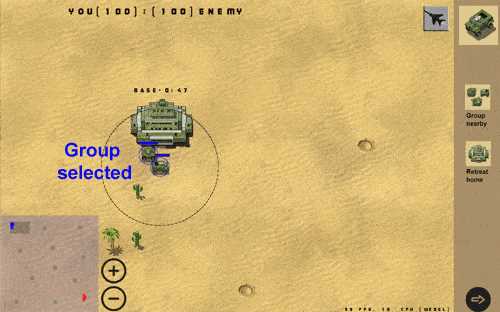 YOU(100):(100)ENEMY
BASE-0:47
Group
selected
Group
nearby
Retreat
home